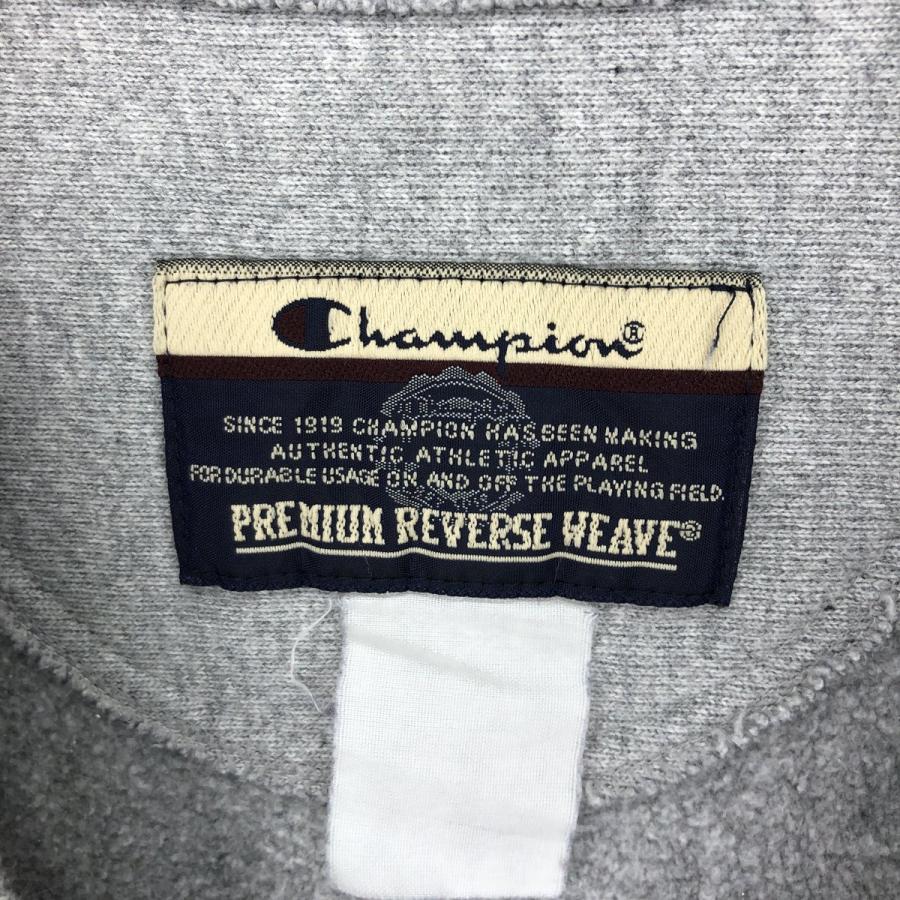 Champion®
SINCE 1919 CHAMPION HAS BEEN MAKING
AUTHENTIC ATHLETIC APPAREL
FOR DURABLE USAGE ON AND OFF THE PLAYING FIELD.
PREMIUM REVERSE WEAVE®